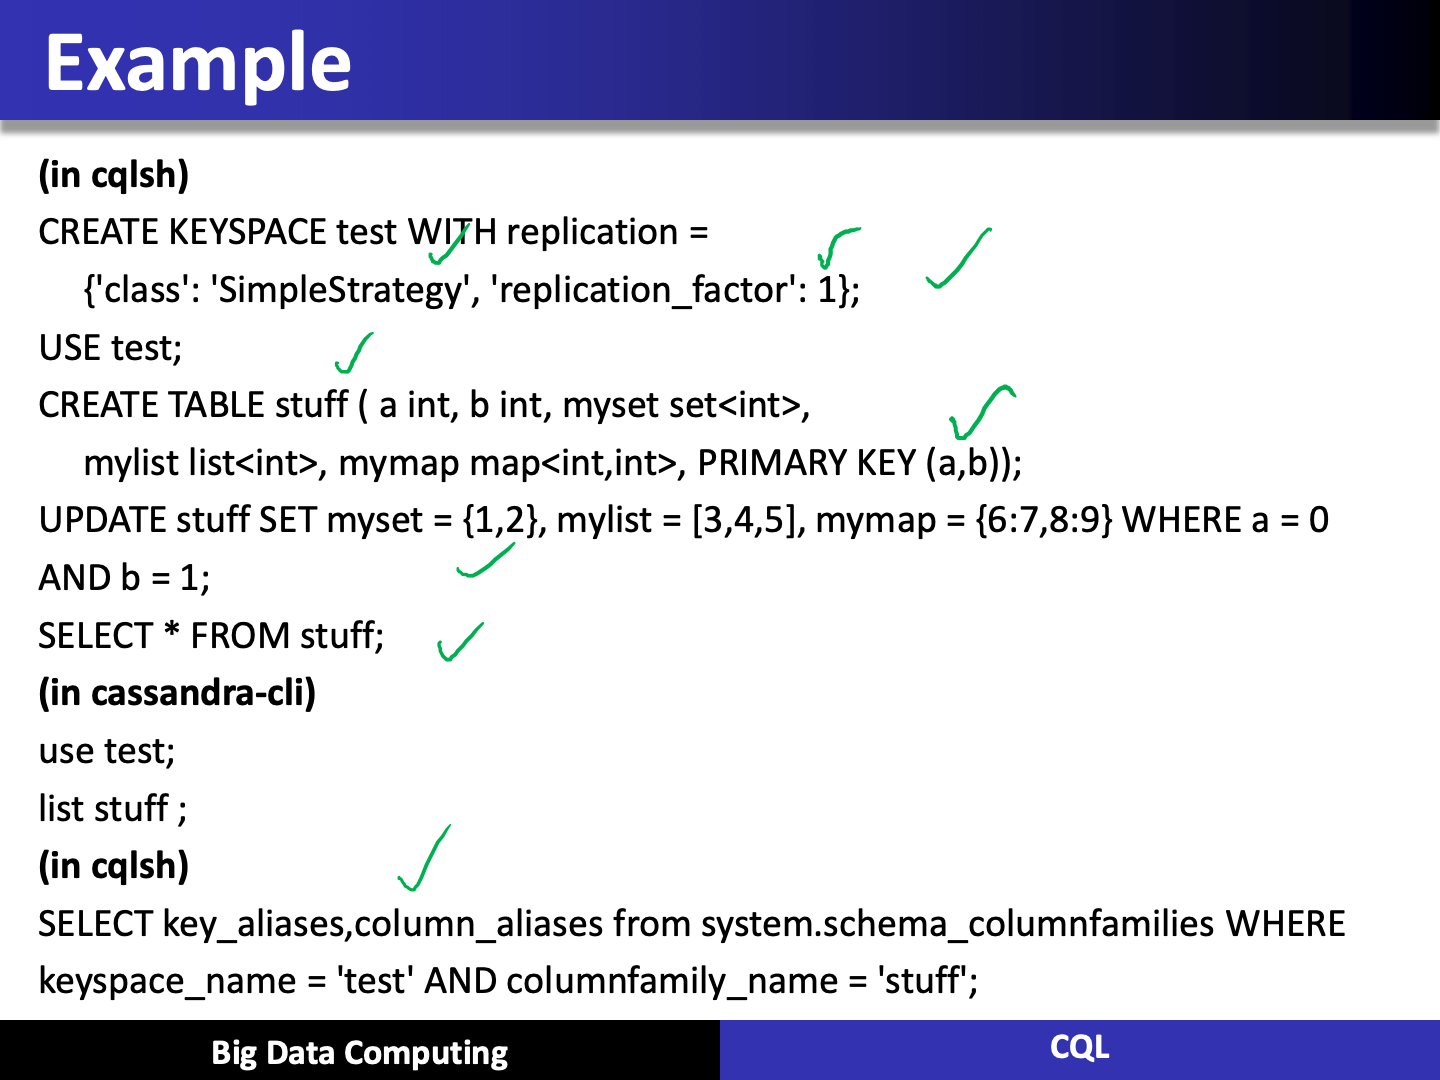 Example
(in cqlsh)
CREATE KEYSPACE test WITH replication =
{'class': 'SimpleStrategy', 'replication_factor': 1};
USE test;
CREATE TABLE stuff ( a int, b int, myset set<int>,
mylist list<int>, mymap map<int,int>, PRIMARY KEY (a,b));
UPDATE stuff SET myset = {1,2}, mylist = [3,4,5], mymap = {6:7,8:9} WHERE a = 0
AND b = 1;
SELECT * FROM stuff;
(in cassandra-cli)
use test;
list stuff ;
(in cqlsh)
SELECT key_aliases,column_aliases from system.schema_columnfamilies WHERE
keyspace_name = 'test' AND columnfamily_name = 'stuff';
Big Data Computing
CQL